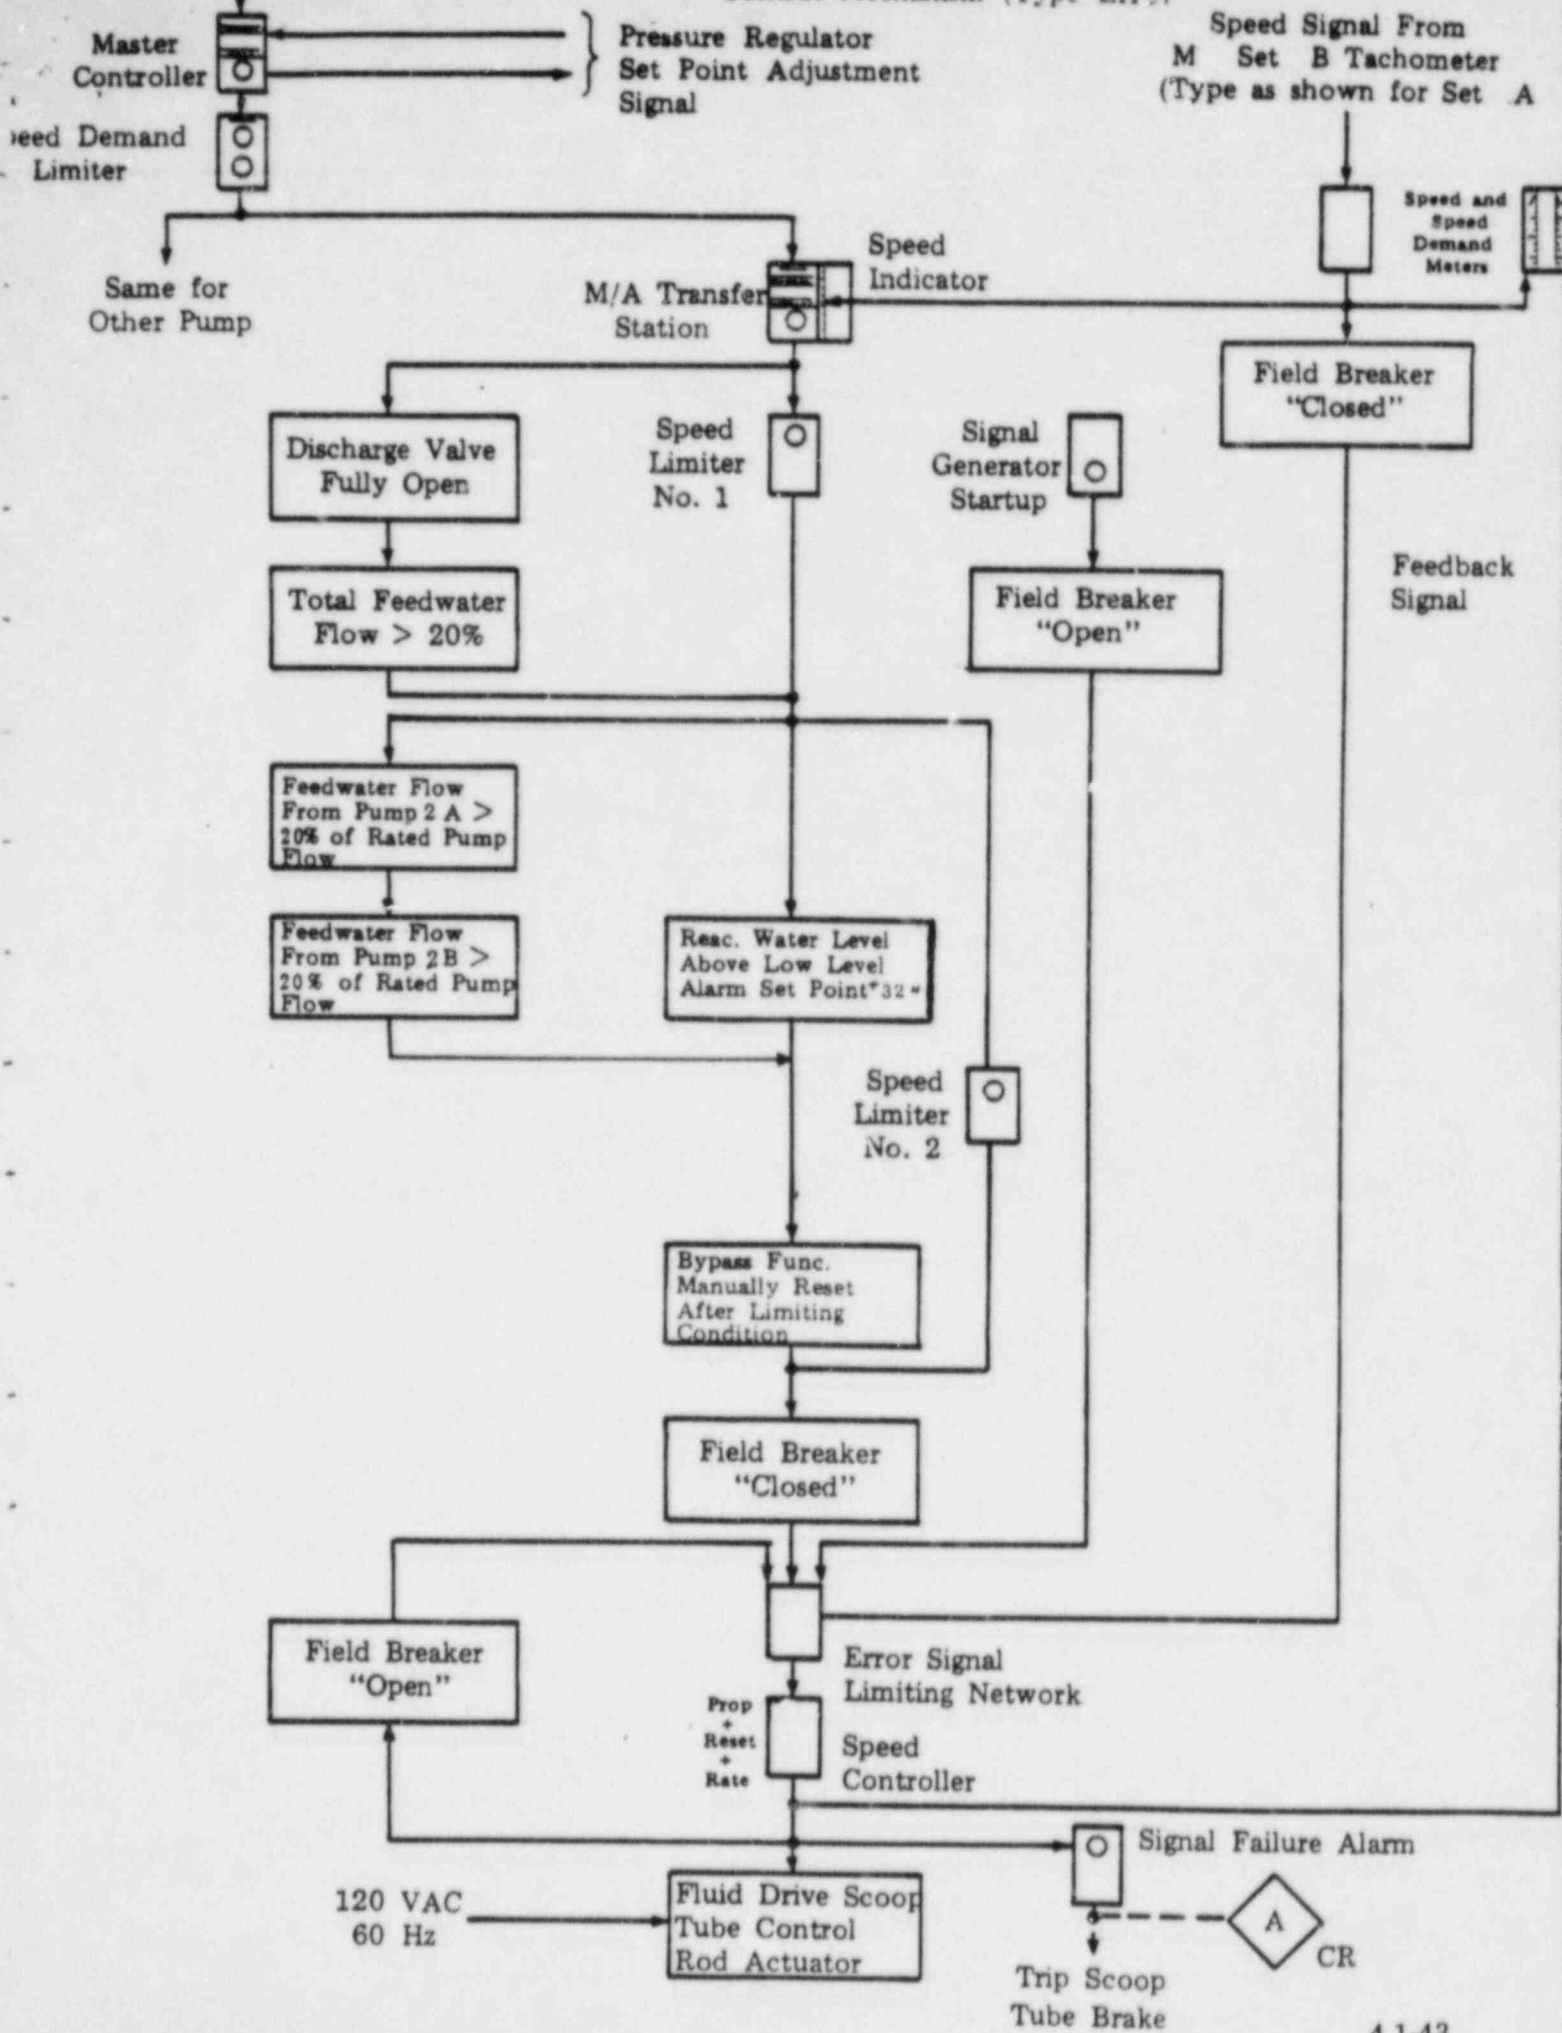 Speed Signal From
M Set B Tachometer
(Type as shown for Set A
Master
Controller
Pressure Regulator
Set Point Adjustment
Signal
Demand
Limiter
Speed and
Speed
Demand
Meters
Same for
Other Pump
M/A Transfer
Station
Speed
Indicator
Field Breaker
"Closed"
Discharge Valve
Fully Open
Speed
Limiter
No. 1
Signal
Generator
Startup
Total Feedwater
Flow > 20%
Field Breaker
"Open"
Feedback
Signal
Feedwater Flow
From Pump 2 A >
20% of Rated Pump
Flow
Feedwater Flow
From Pump 2B >
20% of Rated Pump
Flow
Reac. Water Level
Above Low Level
Alarm Set Point
Speed
Limiter
No. 2
Bypass Func.
Manually Reset
After Limiting
Condition
Field Breaker
"Closed"
Field Breaker
"Open"
Error Signal
Limiting Network
Prop
+
Reset
+
Rate
Speed
Controller
Signal Failure Alarm
120 VAC
60 Hz
Fluid Drive Scoop
Tube Control
Rod Actuator
A
CR
Trip Scoop
Tube Brake